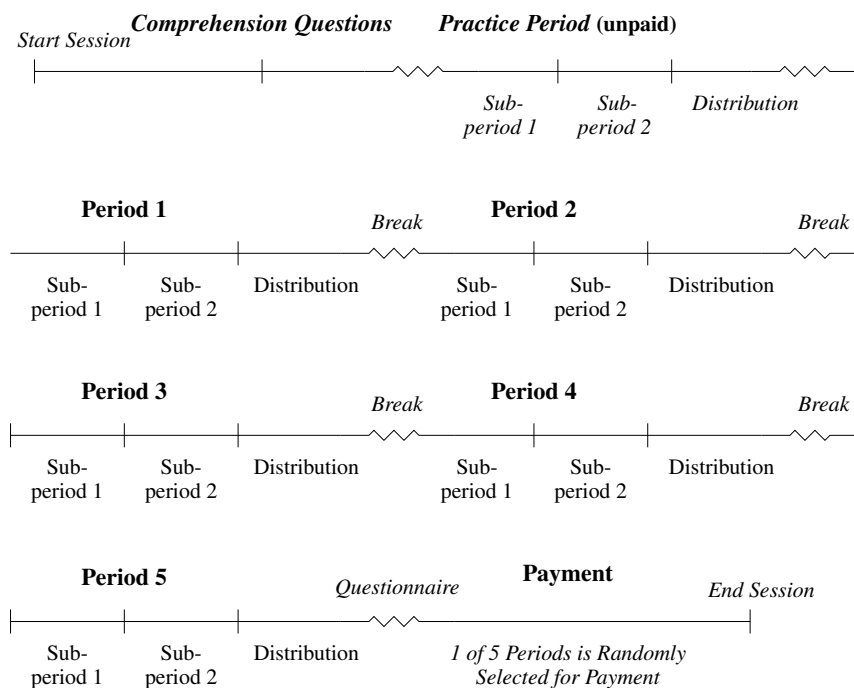 Comprehension Questions Practice Period (unpaid)
Start Session
Sub- Sub- Distribution
period 1 period 2
Period 1 Period 2
Break Break
Sub- Sub- Distribution Sub- Sub- Distribution
period 1 period 2 period 1 period 2
Period 3 Period 4
Break Break
Sub- Sub- Distribution Sub- Sub- Distribution
period 1 period 2 period 1 period 2
Period 5 Payment
Questionnaire End Session
Sub- Sub- Distribution 1 of 5 Periods is Randomly
period 1 period 2 Selected for Payment